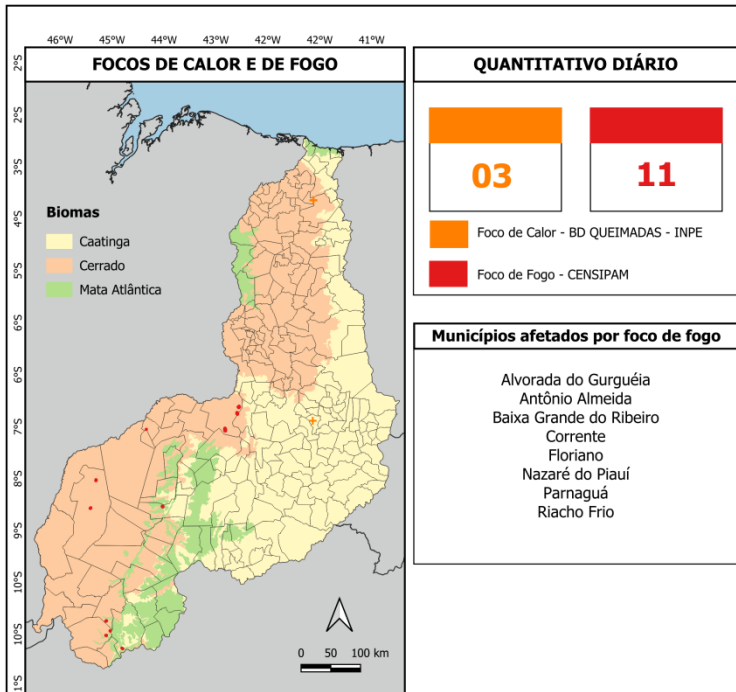 46°W 45°W 44°W 43°W 42°W 42°W 41°W
FOCOS DE CALOR E DE FOGO
2°S
2°S
3°S
4°S
5°S
6°S
6°S
7°S
8°S
9°S
10°S
10°S
1°S
Biomas
Caatinga
Cerrado
Mata Atlântica
0 50 100 km
QUANTITATIVO DIÁRIO
03
11
Foco de Calor - BD QUEIMADAS - INPE
Foco de Fogo - CENSIPAM
Municípios afetados por foco de fogo
Alvorada do Gurguéia
Antônio Almeida
Baixa Grande do Ribeiro
Corrente
Floriano
Nazaré do Piauí
Parnaguá
Riacho Frio